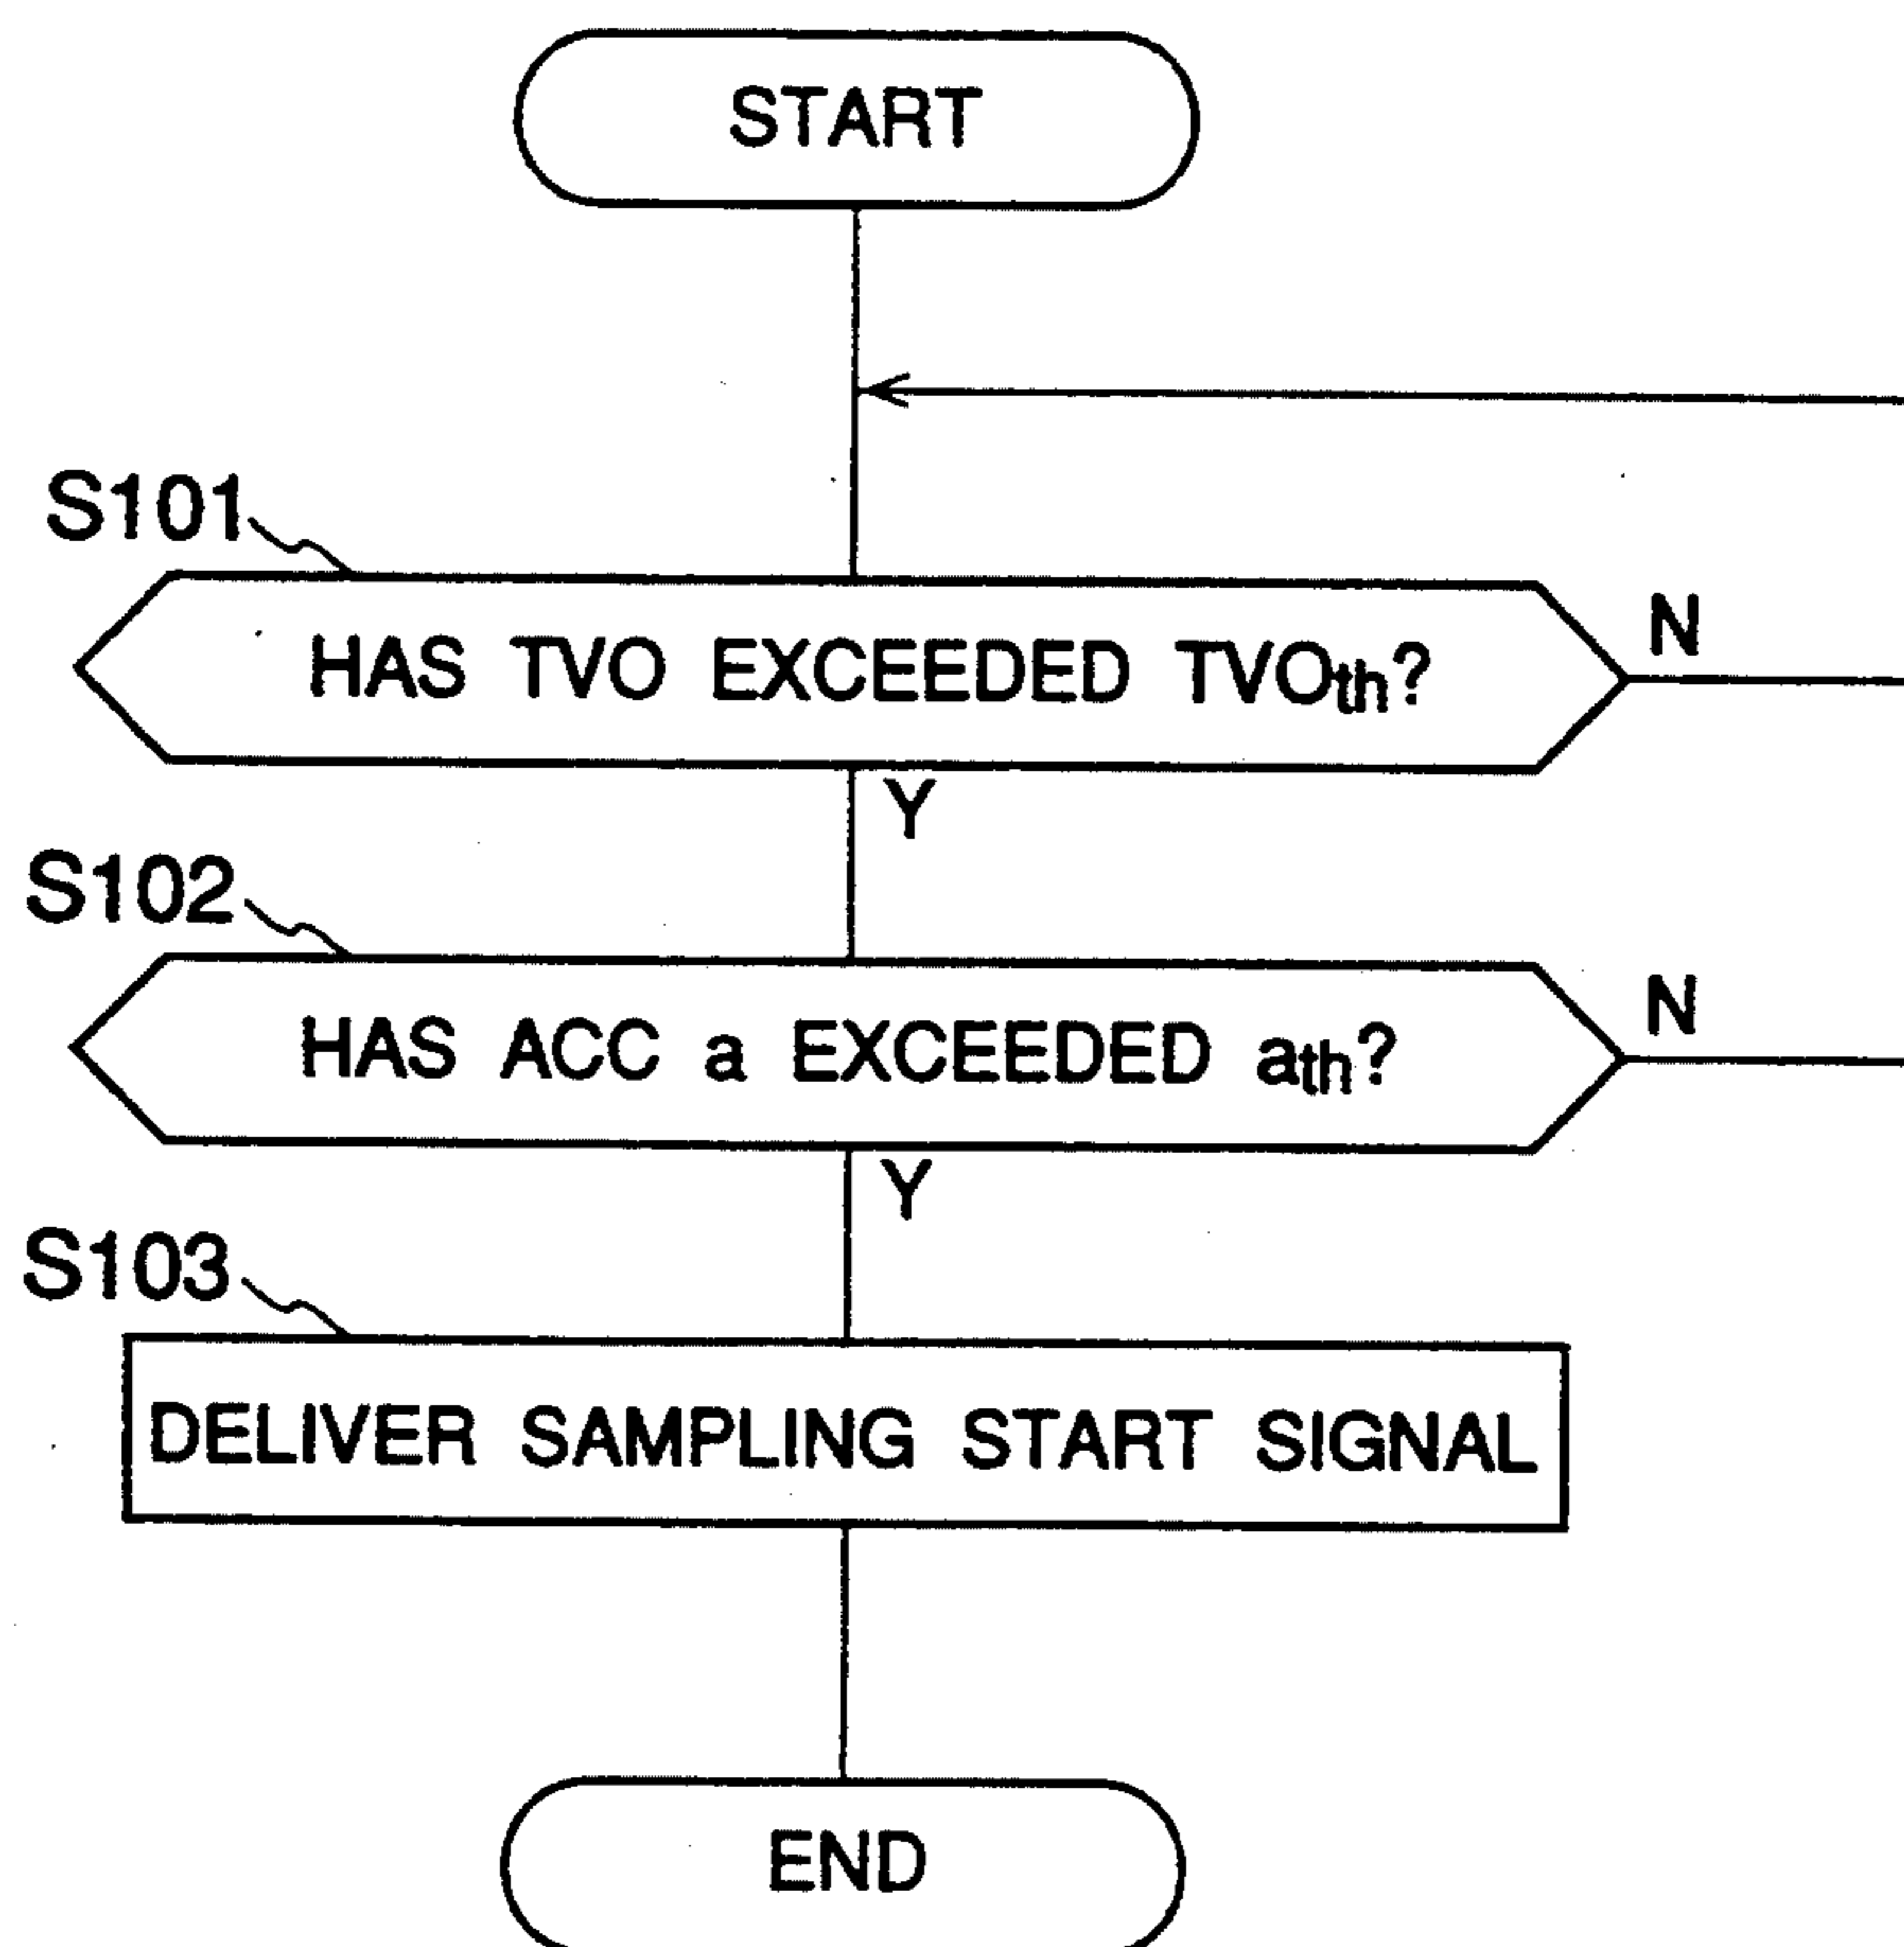 START
S101
HAS TVO EXCEEDED TVOth?
N
Y
S102
HAS ACC a EXCEEDED ath?
N
Y
S103
DELIVER SAMPLING START SIGNAL
END